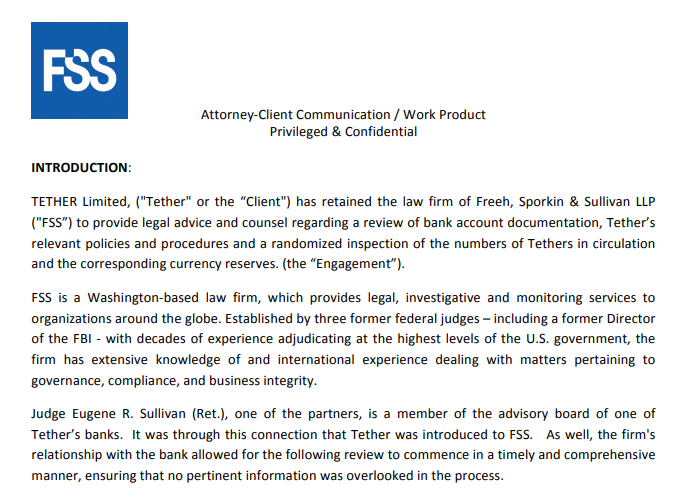 FSS
Attorney-Client Communication / Work Product
Privileged & Confidential
INTRODUCTION:
TETHER Limited, ("Tether" or the “Client") has retained the law firm of Freeh, Sporkin & Sullivan LLP
("FSS”) to provide legal advice and counsel regarding a review of bank account documentation, Tether’s
relevant policies and procedures and a randomized inspection of the numbers of Tethers in circulation
and the corresponding currency reserves. (the “Engagement”).
FSS is a Washington-based law firm, which provides legal, investigative and monitoring services to
organizations around the globe. Established by three former federal judges – including a former Director
of the FBI - with decades of experience adjudicating at the highest levels of the U.S. government, the
firm has extensive knowledge of and international experience dealing with matters pertaining to
governance, compliance, and business integrity.
Judge Eugene R. Sullivan (Ret.), one of the partners, is a member of the advisory board of one of
Tether’s banks. It was through this connection that Tether was introduced to FSS. As well, the firm's
relationship with the bank allowed for the following review to commence in a timely and comprehensive
manner, ensuring that no pertinent information was overlooked in the process.